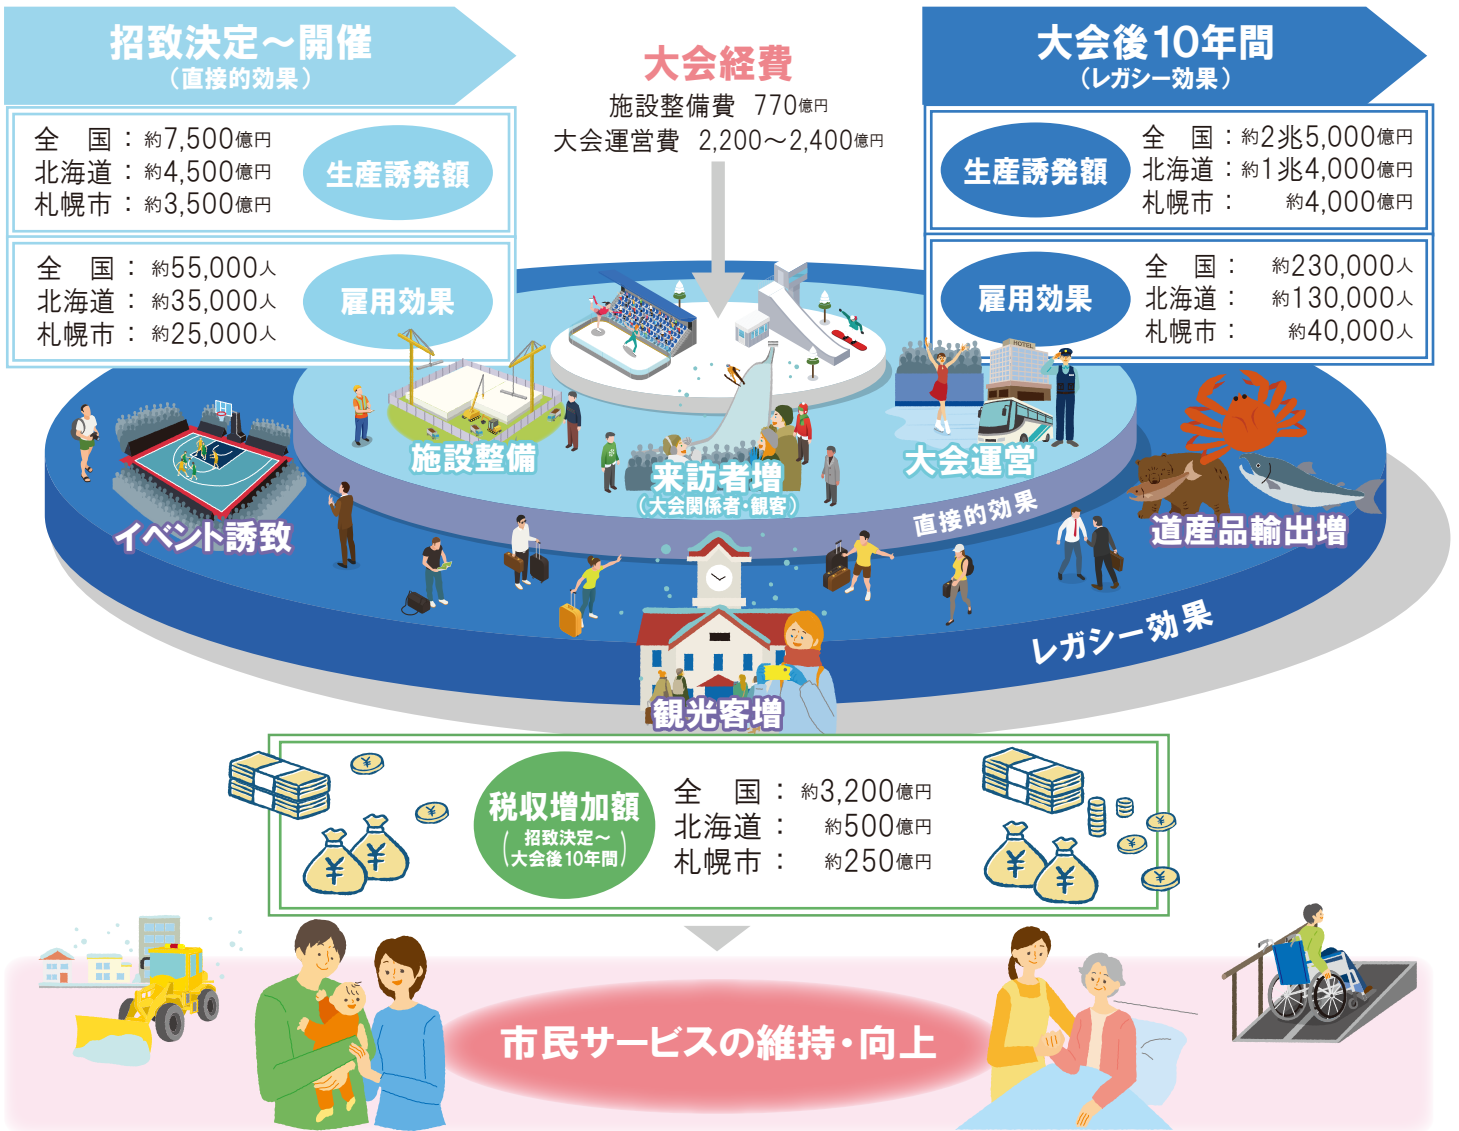 招致決定〜開催
（直接的効果）
全　国：約7,500億円
北海道：約4,500億円
札幌市：約3,500億円
生産誘発額
全　国：約55,000人
北海道：約35,000人
札幌市：約25,000人
雇用効果
大会経費
施設整備費 770億円
大会運営費 2,200〜2,400億円
大会後10年間
（レガシー効果）
生産誘発額
全　国：約2兆5,000億円
北海道：約1兆4,000億円
札幌市：約4,000億円
雇用効果
全　国：約230,000人
北海道：約130,000人
札幌市：約40,000人
HOTEL
施設整備
来訪者増
（大会関係者・観客）
大会運営
直接的効果
イベント誘致
道産品輸出増
レガシー効果
観光客増
税収増加額
（招致決定〜
大会後10年間）
全　国：約3,200億円
北海道：約500億円
札幌市：約250億円
¥
¥
¥
¥
¥
¥
¥
¥
¥
市民サービスの維持・向上